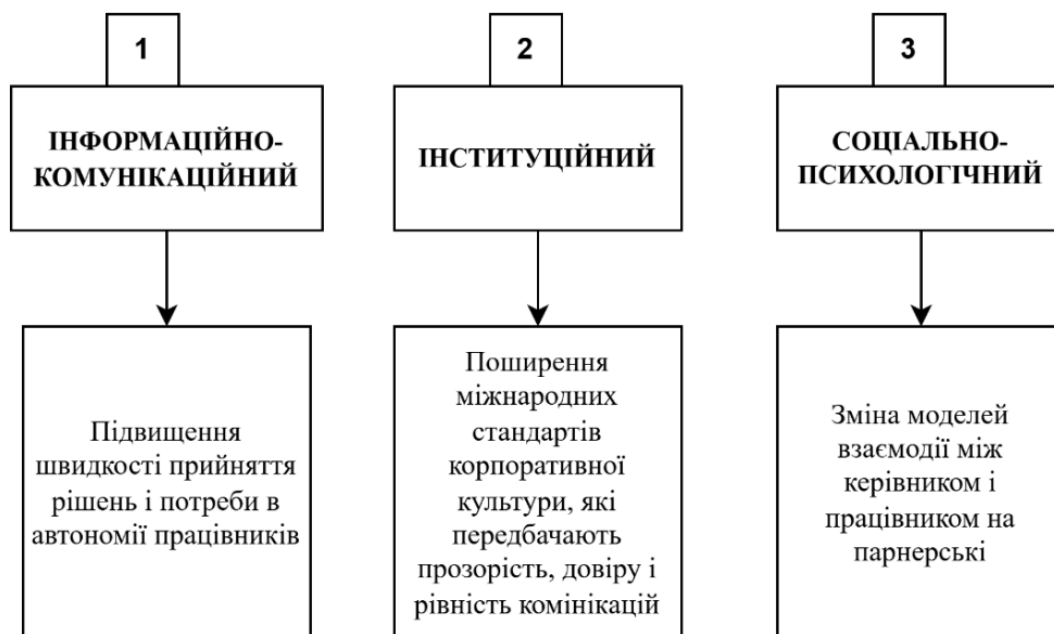 1
ІНФОРМАЦІЙНО-
КОМУНІКАЦІЙНИЙ
Підвищення
швидкості прийняття
рішень і потреби в
автономії працівників
2
ІНСТИТУЦІЙНИЙ
Поширення
міжнародних
стандартів
корпоративної
культури, які
передбачають
прозорість, довіру і
рівність комінікацій
3
СОЦІАЛЬНО-
ПСИХОЛОГІЧНИЙ
Зміна моделей
взаємодії між
керівником і
працівником на
парнерські